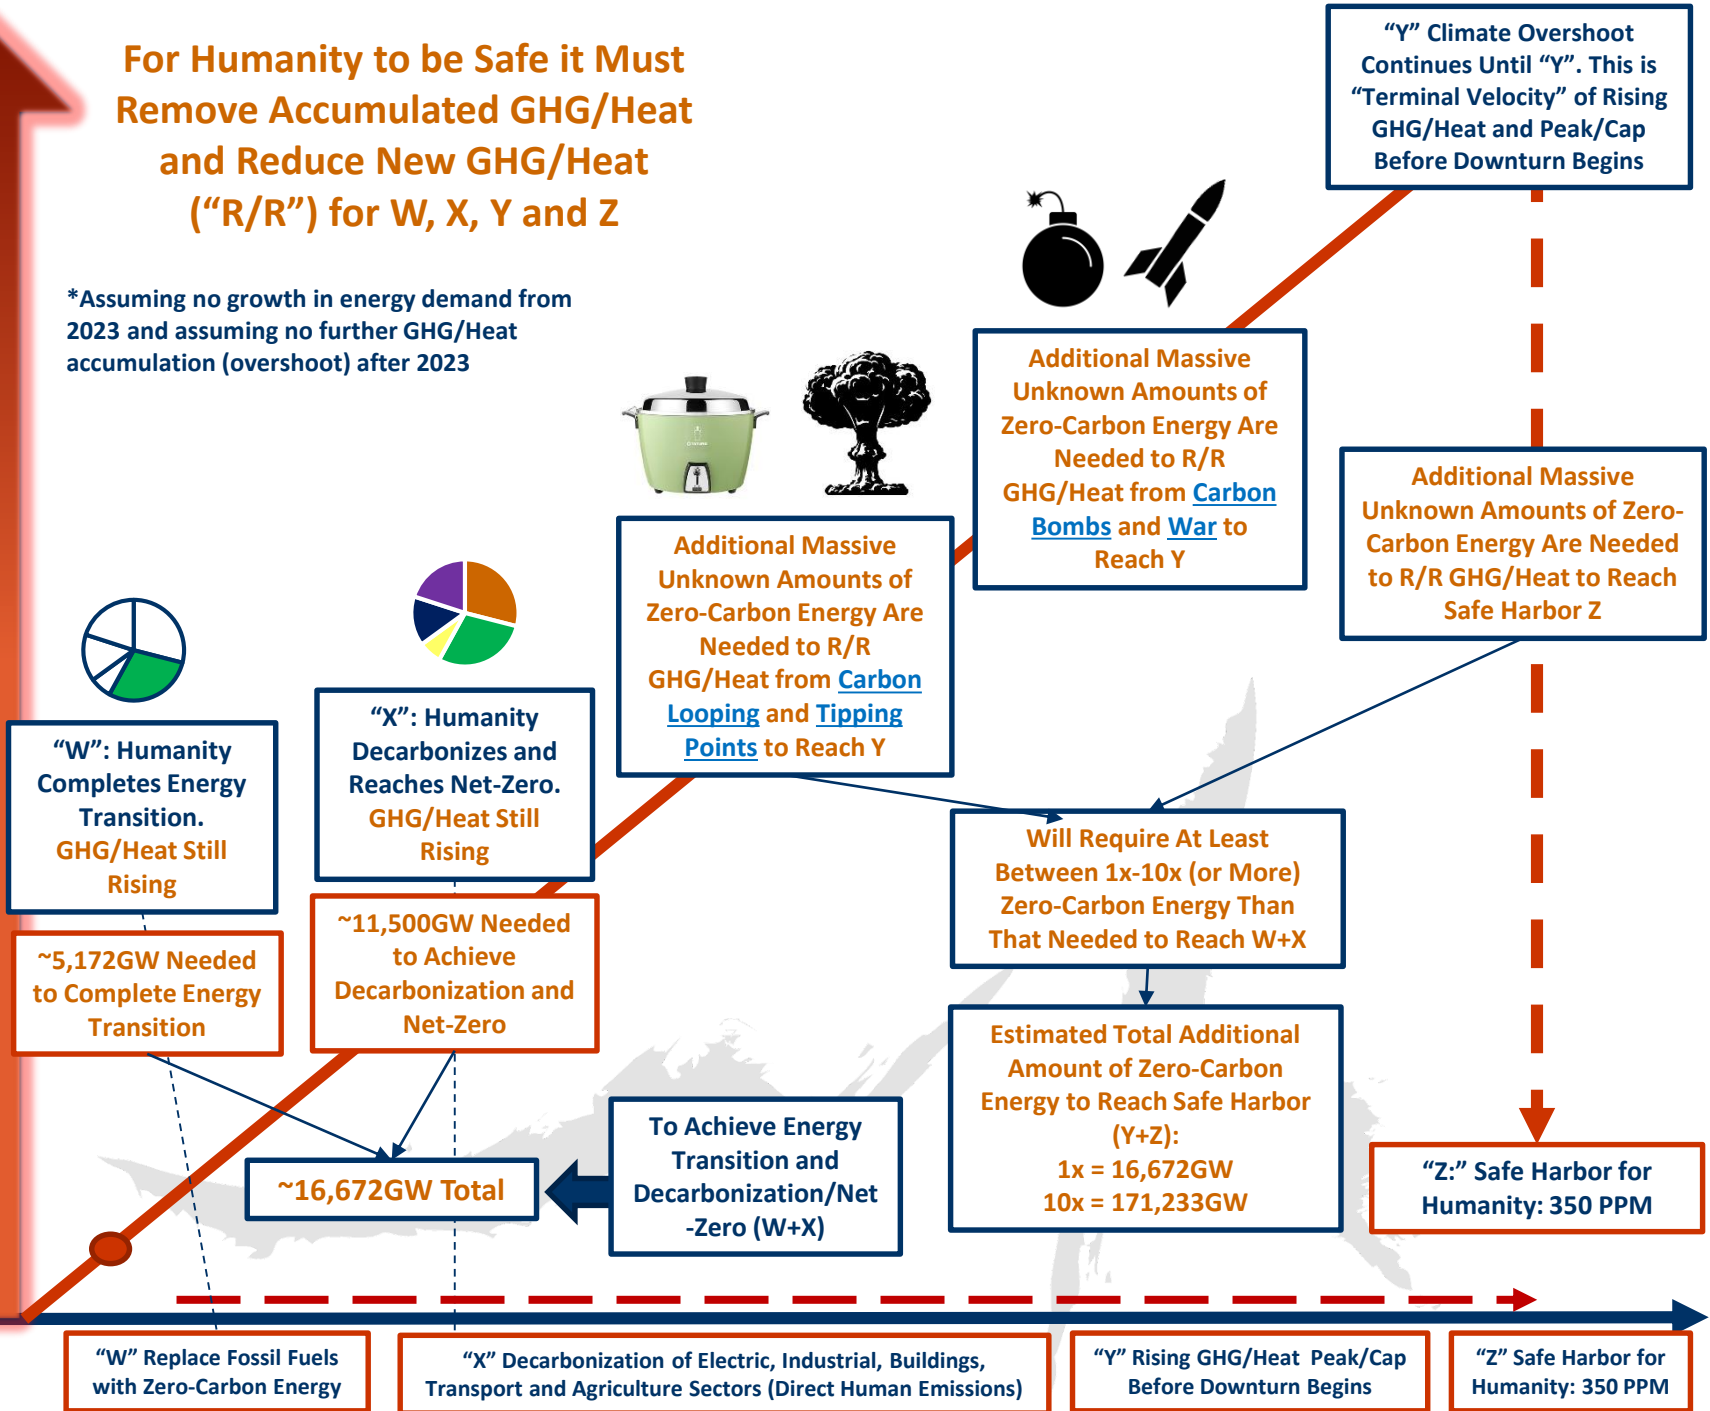 For Humanity to be Safe it Must
Remove Accumulated GHG/Heat
and Reduce New GHG/Heat
(“R/R”) for W, X, Y and Z
*Assuming no growth in energy demand from
2023 and assuming no further GHG/Heat
accumulation (overshoot) after 2023
“Y” Climate Overshoot
Continues Until “Y”. This is
“Terminal Velocity” of Rising
GHG/Heat and Peak/Cap
Before Downturn Begins
Additional Massive
Unknown Amounts of
Zero-Carbon Energy Are
Needed to R/R
GHG/Heat from Carbon
Bombs and War to
Reach Y
Additional Massive
Unknown Amounts of Zero-
Carbon Energy Are Needed
to R/R GHG/Heat to Reach
Safe Harbor Z
Additional Massive
Unknown Amounts of
Zero-Carbon Energy Are
Needed to R/R
GHG/Heat from Carbon
Looping and Tipping
Points to Reach Y
“W”: Humanity
Completes Energy
Transition.
GHG/Heat Still
Rising
“X”: Humanity
Decarbonizes and
Reaches Net-Zero.
GHG/Heat Still
Rising
~5,172GW Needed
to Complete Energy
Transition
~11,500GW Needed
to Achieve
Decarbonization and
Net-Zero
Will Require At Least
Between 1x-10x (or More)
Zero-Carbon Energy Than
That Needed to Reach W+X
Estimated Total Additional
Amount of Zero-Carbon
Energy to Reach Safe Harbor
(Y+Z):
1x = 16,672GW
10x = 171,233GW
~16,672GW Total
To Achieve Energy
Transition and
Decarbonization/Net
-Zero (W+X)
“Z:” Safe Harbor for
Humanity: 350 PPM
“W” Replace Fossil Fuels
with Zero-Carbon Energy
“X” Decarbonization of Electric, Industrial, Buildings,
Transport and Agriculture Sectors (Direct Human Emissions)
“Y” Rising GHG/Heat Peak/Cap
Before Downturn Begins
“Z” Safe Harbor for
Humanity: 350 PPM